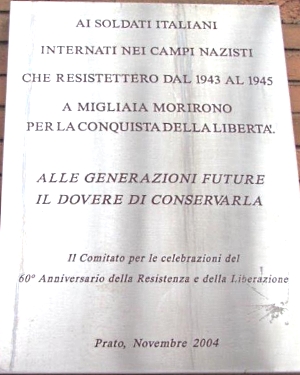 AI SOLDATI ITALIANI
INTERNATI NEI CAMPI NAZISTI
CHE RESISTETTERO DAL 1943 AL 1945
A MIGLIAIA MORIRONO
PER LA CONQUISTA DELLA LIBERTA'.
ALLE GENERAZIONI FUTURE
IL DOVERE DI CONSERVARLA
Il Comitato per le celebrazioni del
60° Anniversario della Resistenza e della Liberazione
Prato, Novembre 2004